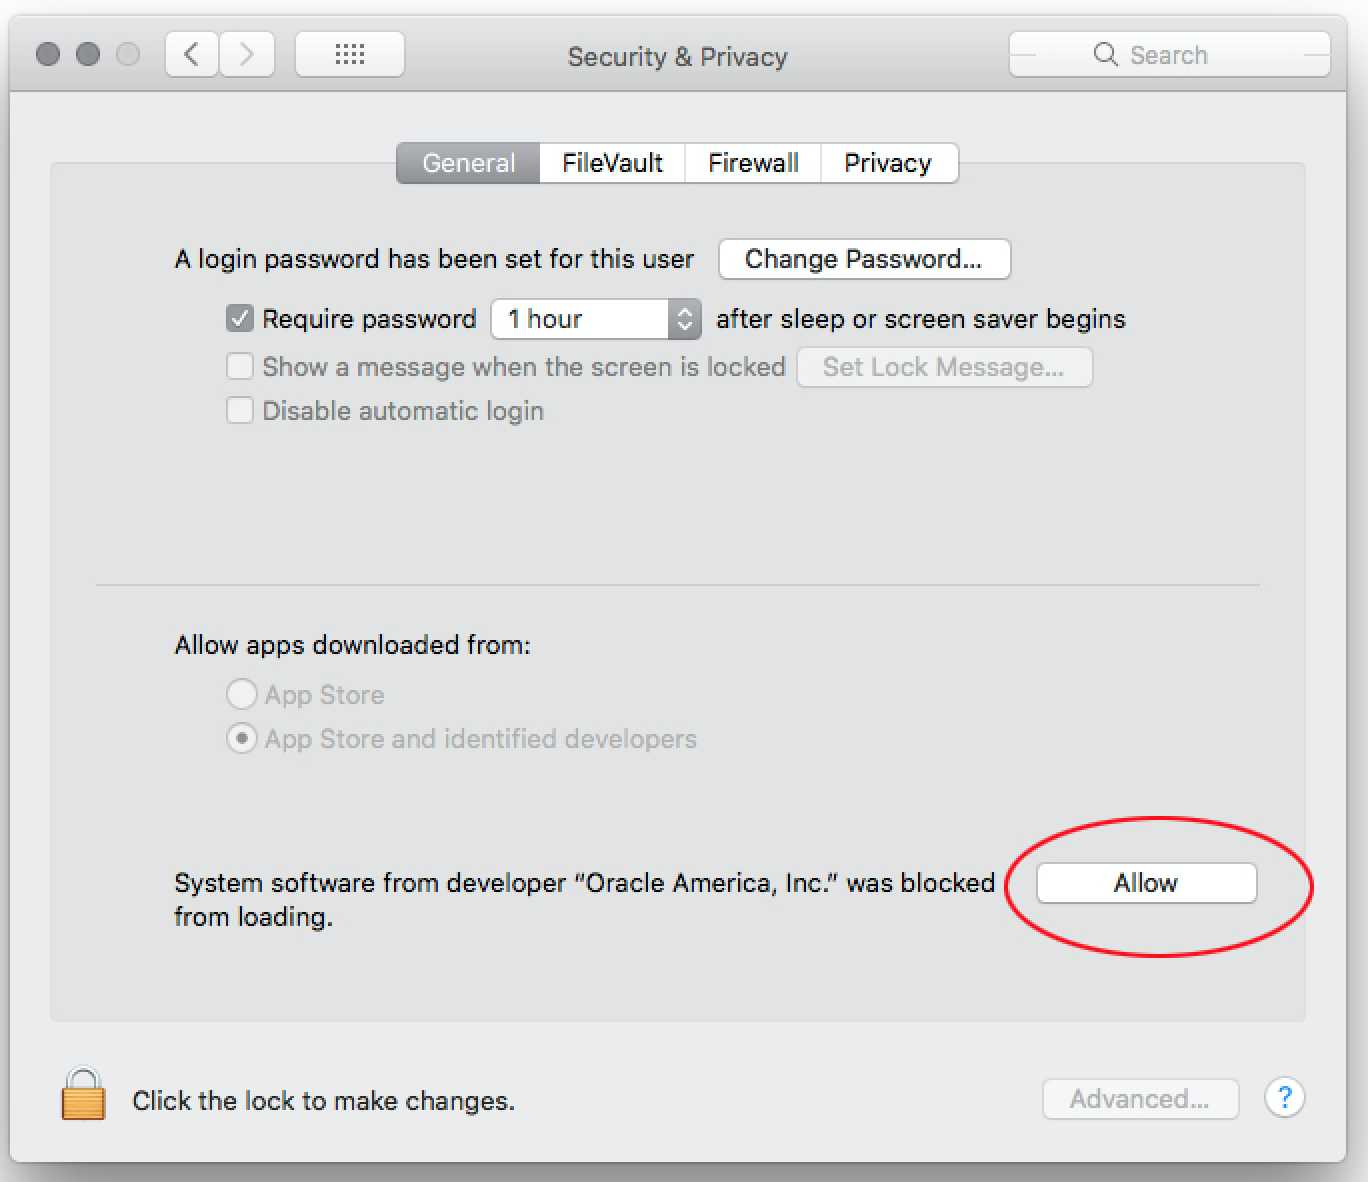 Security & Privacy
Search
General FileVault Firewall Privacy
A login password has been set for this user Change Password...
Require password 1 hour after sleep or screen saver begins
Show a message when the screen is locked Set Lock Message...
Disable automatic login
Allow apps downloaded from:
App Store
App Store and identified developers
System software from developer “Oracle America, Inc.” was blocked Allow
from loading.
Click the lock to make changes. Advanced... ?